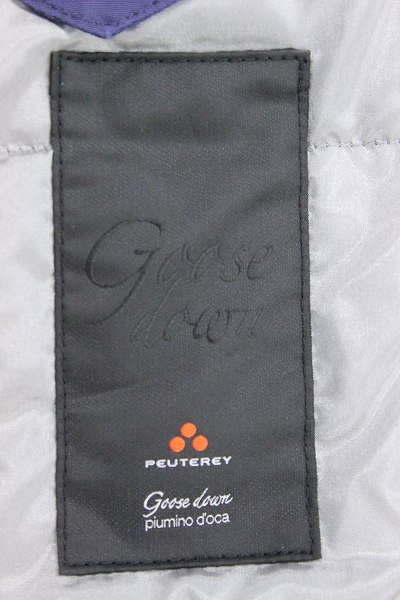 Goose
down
PEUTEREY
Goose down
piumino d'oca